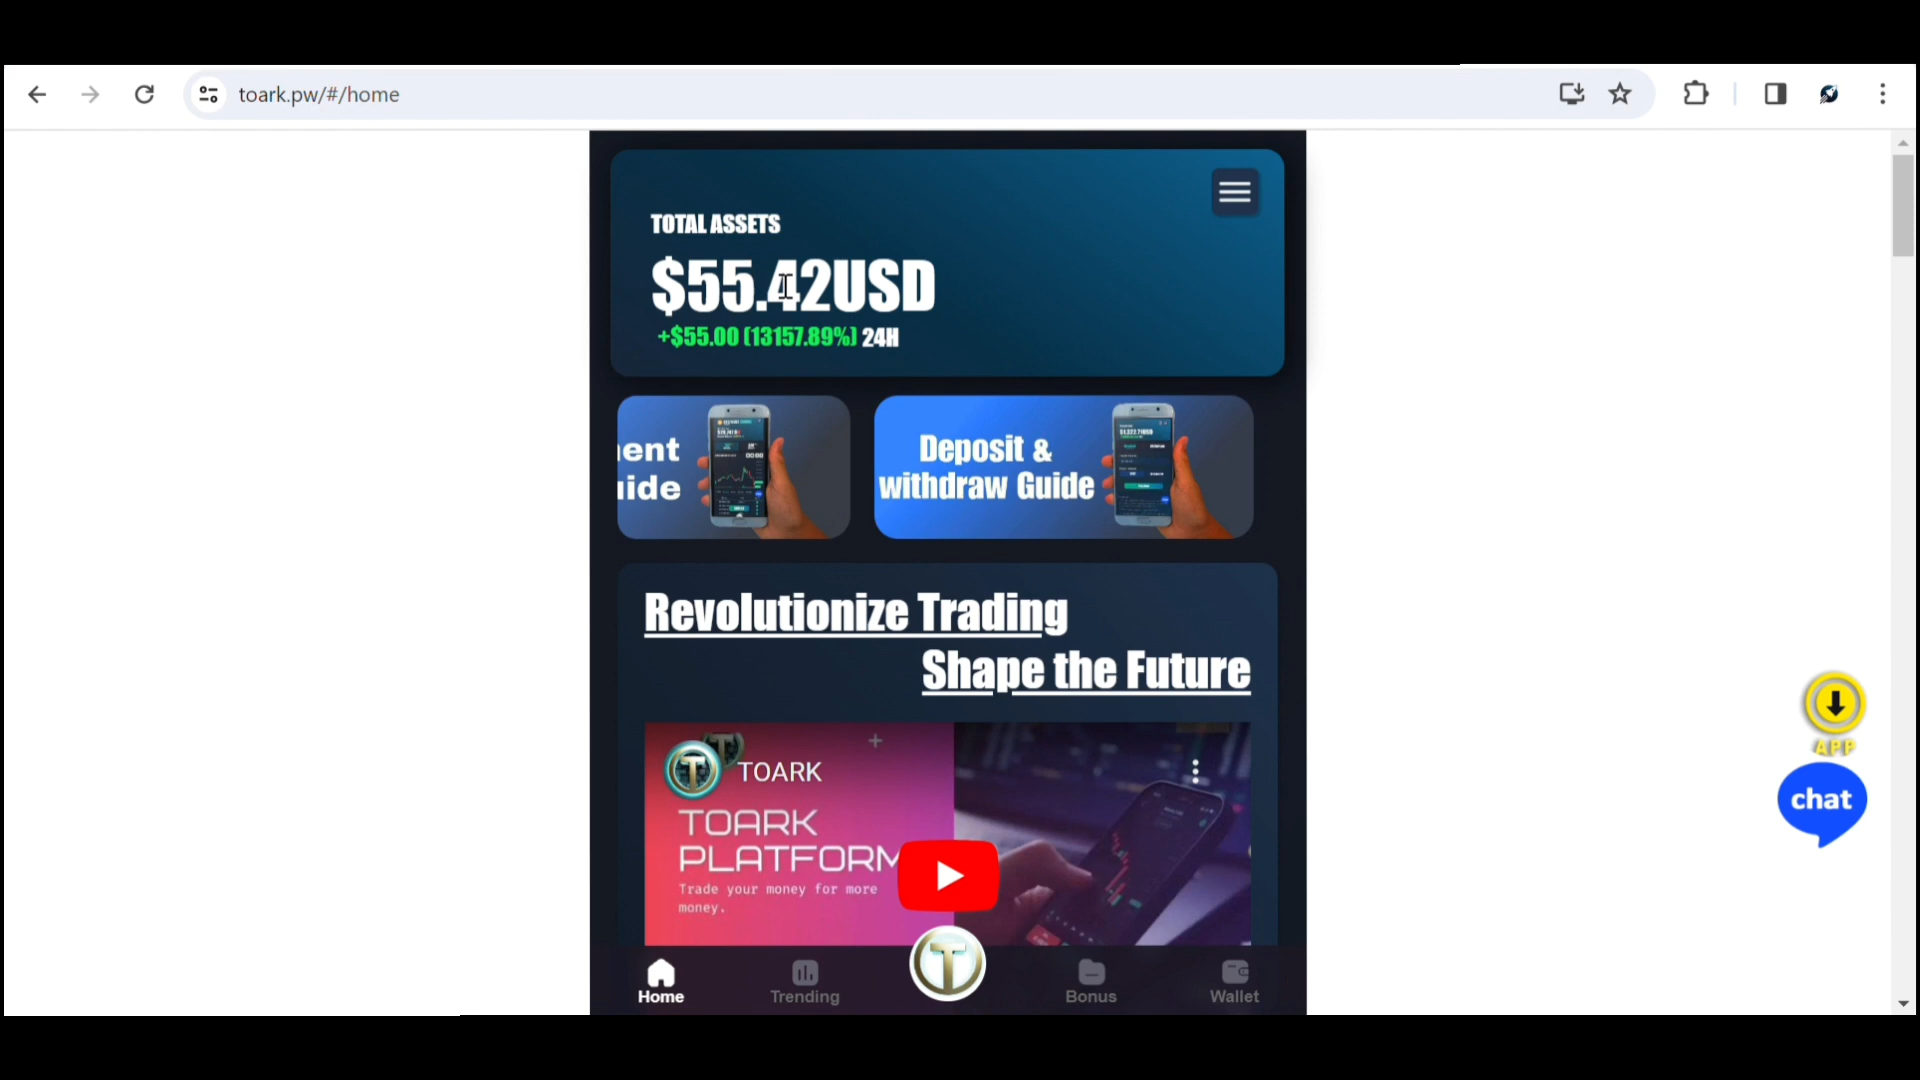 toark.pw/#/home
TOTAL ASSETS
$55.42USD
+$55.00 (13157.89%) 24H
ent
uide
Deposit &
withdraw Guide
Revolutionize Trading
Shape the Future
TOARK
TOARK
PLATFORM
Trade your money for more
money.
APP
chat
Home
Trending
T
Bonus
Wallet